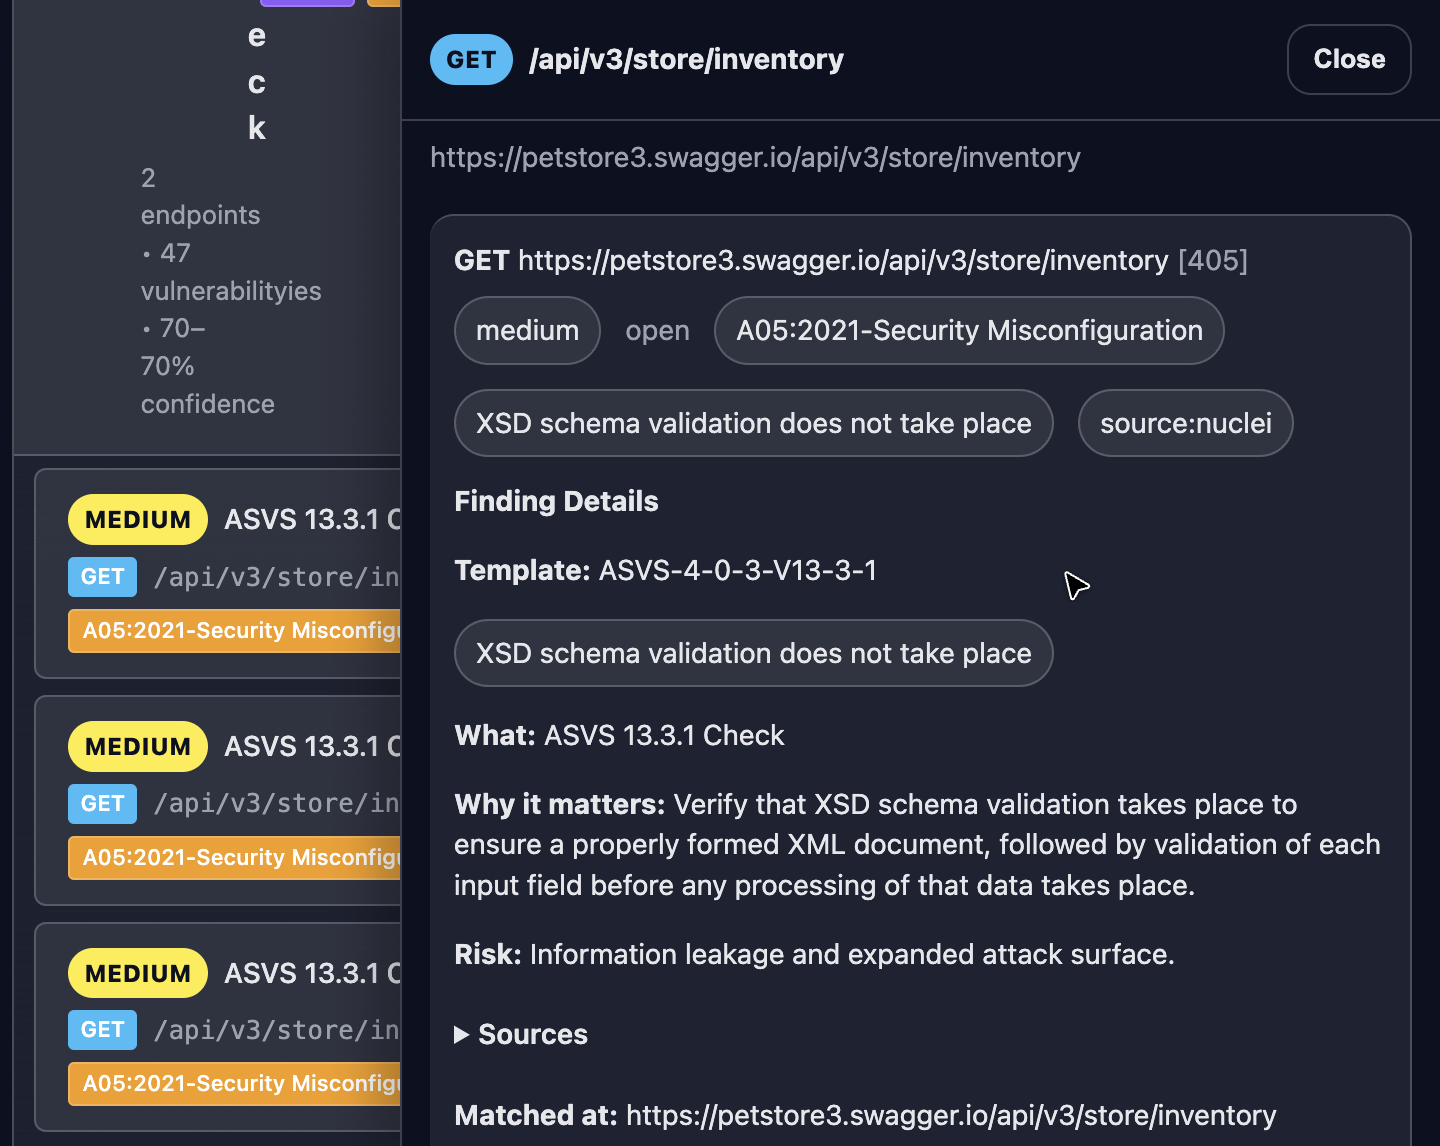 e
c
k
2
endpoints
• 47
vulnerabilityies
• 70–
70%
confidence
MEDIUM ASVS 13.3.1 C
GET /api/v3/store/in
A05:2021-Security Misconfigu
MEDIUM ASVS 13.3.1 C
GET /api/v3/store/in
A05:2021-Security Misconfigu
MEDIUM ASVS 13.3.1 C
GET /api/v3/store/in
A05:2021-Security Misconfigu
GET /api/v3/store/inventory
Close
https://petstore3.swagger.io/api/v3/store/inventory
GET https://petstore3.swagger.io/api/v3/store/inventory [405]
medium open A05:2021-Security Misconfiguration
XSD schema validation does not take place source:nuclei
Finding Details
Template: ASVS-4-0-3-V13-3-1
XSD schema validation does not take place
What: ASVS 13.3.1 Check
Why it matters: Verify that XSD schema validation takes place to
ensure a properly formed XML document, followed by validation of each
input field before any processing of that data takes place.
Risk: Information leakage and expanded attack surface.
Sources
Matched at: https://petstore3.swagger.io/api/v3/store/inventory